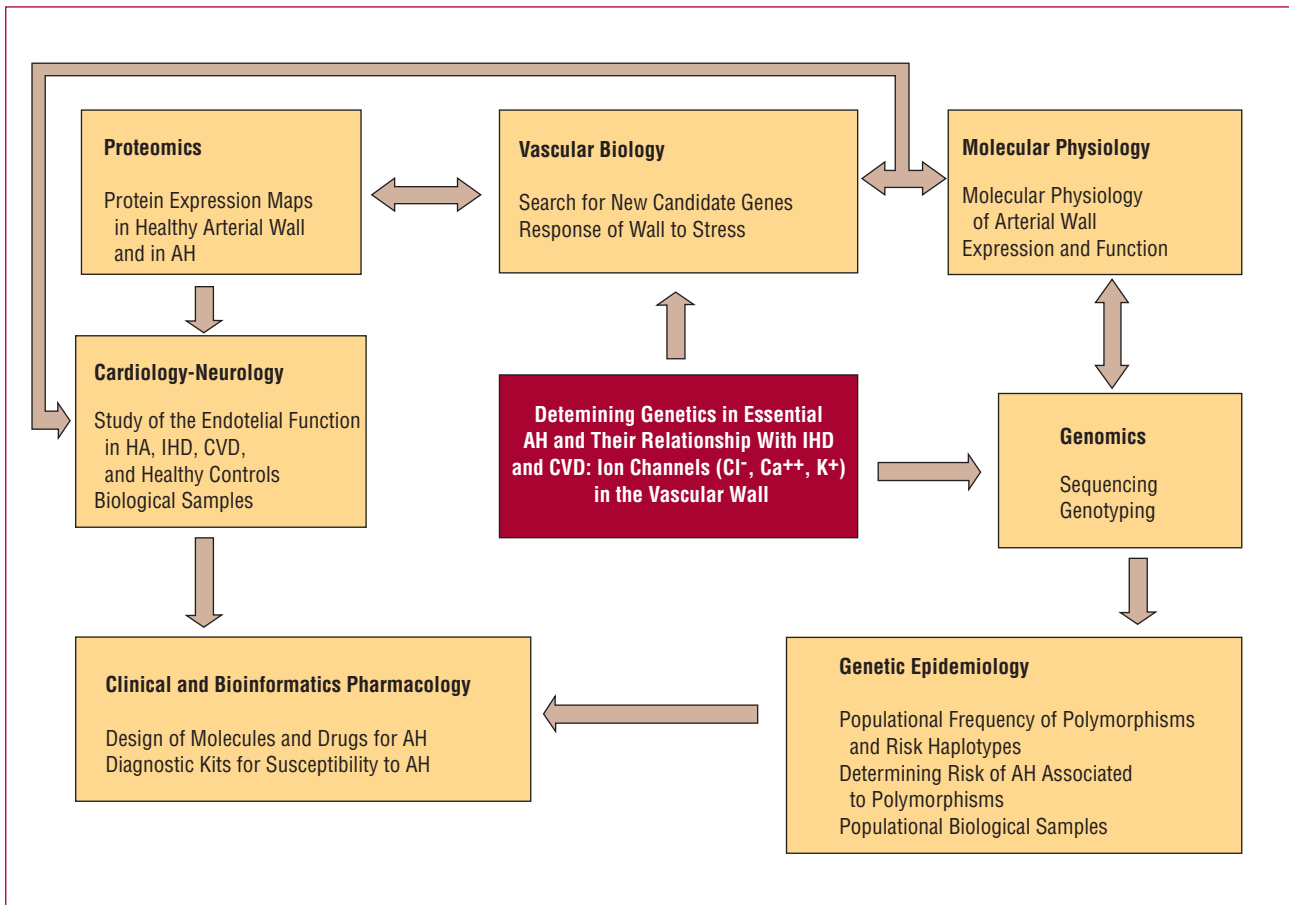 Proteomics
Protein Expression Maps
in Healthy Arterial Wall
and in AH
Vascular Biology
Search for New Candidate Genes
Response of Wall to Stress
Molecular Physiology
Molecular Physiology
of Arterial Wall
Expression and Function
Cardiology-Neurology
Study of the Endotelial Function
in HA, IHD, CVD,
and Healthy Controls
Biological Samples
Detemining Genetics in Essential
AH and Their Relationship With IHD
and CVD: Ion Channels (Cl-, Ca++, K+)
in the Vascular Wall
Genomics
Sequencing
Genotyping
Clinical and Bioinformatics Pharmacology
Design of Molecules and Drugs for AH
Diagnostic Kits for Susceptibility to AH
Genetic Epidemiology
Populational Frequency of Polymorphisms
and Risk Haplotypes
Determining Risk of AH Associated
to Polymorphisms
Populational Biological Samples